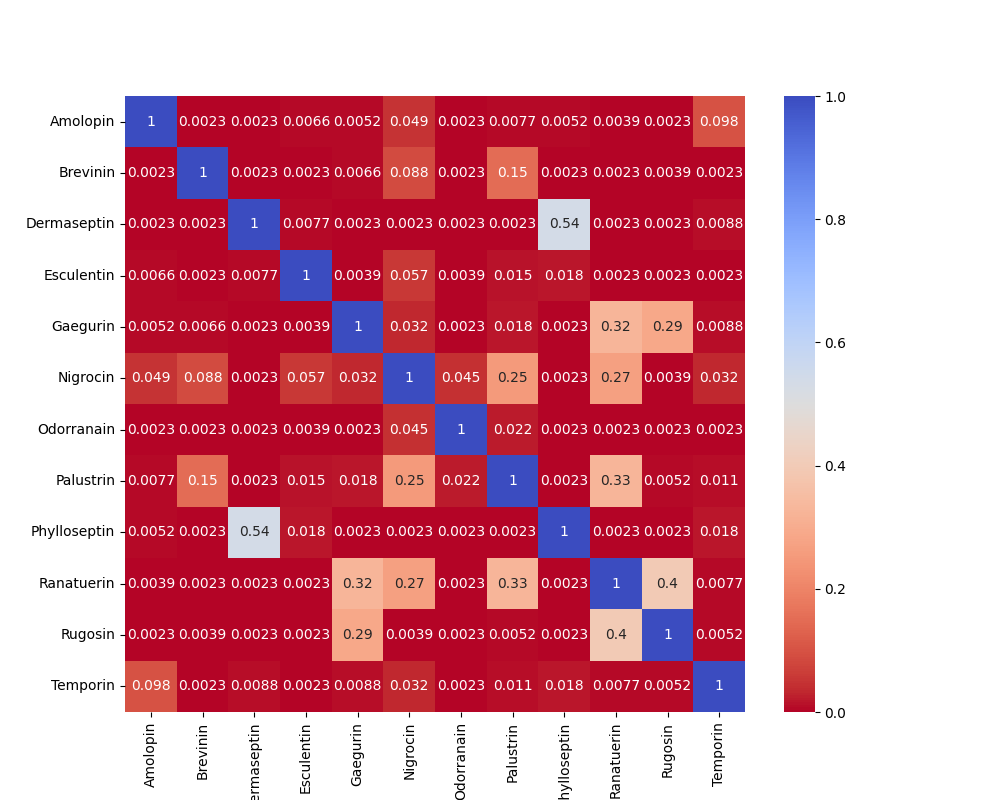 Amolopin 1 0.0023 0.0023 0.0066 0.0052 0.049 0.0023 0.0077 0.0052 0.0039 0.0023 0.098
Brevinin 0.0023 1 0.0023 0.0023 0.0066 0.088 0.0023 0.15 0.0023 0.0023 0.0039 0.0023
Dermaseptin 0.0023 0.0023 1 0.0077 0.0023 0.0023 0.0023 0.0023 0.54 0.0023 0.0023 0.0088
Esculentin 0.0066 0.0023 0.0077 1 0.0039 0.057 0.0039 0.015 0.018 0.0023 0.0023 0.0023
Gaegurin 0.0052 0.0066 0.0023 0.0039 1 0.032 0.0023 0.018 0.0023 0.32 0.29 0.0088
Nigrocin 0.049 0.088 0.0023 0.057 0.032 1 0.045 0.25 0.0023 0.27 0.0039 0.032
Odorranain 0.0023 0.0023 0.0023 0.0039 0.0023 0.045 1 0.022 0.0023 0.0023 0.0023 0.0023
Palustrin 0.0077 0.15 0.0023 0.015 0.018 0.25 0.022 1 0.0023 0.33 0.0052 0.011
Phylloseptin 0.0052 0.0023 0.54 0.018 0.0023 0.0023 0.0023 0.0023 1 0.0023 0.0023 0.018
Ranatuerin 0.0039 0.0023 0.0023 0.0023 0.32 0.27 0.0023 0.33 0.0023 1 0.4 0.0077
Rugosin 0.0023 0.0039 0.0023 0.0023 0.29 0.0039 0.0023 0.0052 0.0023 0.4 1 0.0052
Temporin 0.098 0.0023 0.0088 0.0023 0.0088 0.032 0.0023 0.011 0.018 0.0077 0.0052 1
Amolopin
Brevinin
ermaseptin
Esculentin
Gaegurin
Nigrocin
Odorranain
Palustrin
hylloseptin
Ranatuerin
Rugosin
Temporin
1.0
0.8
0.6
0.4
0.2
0.0